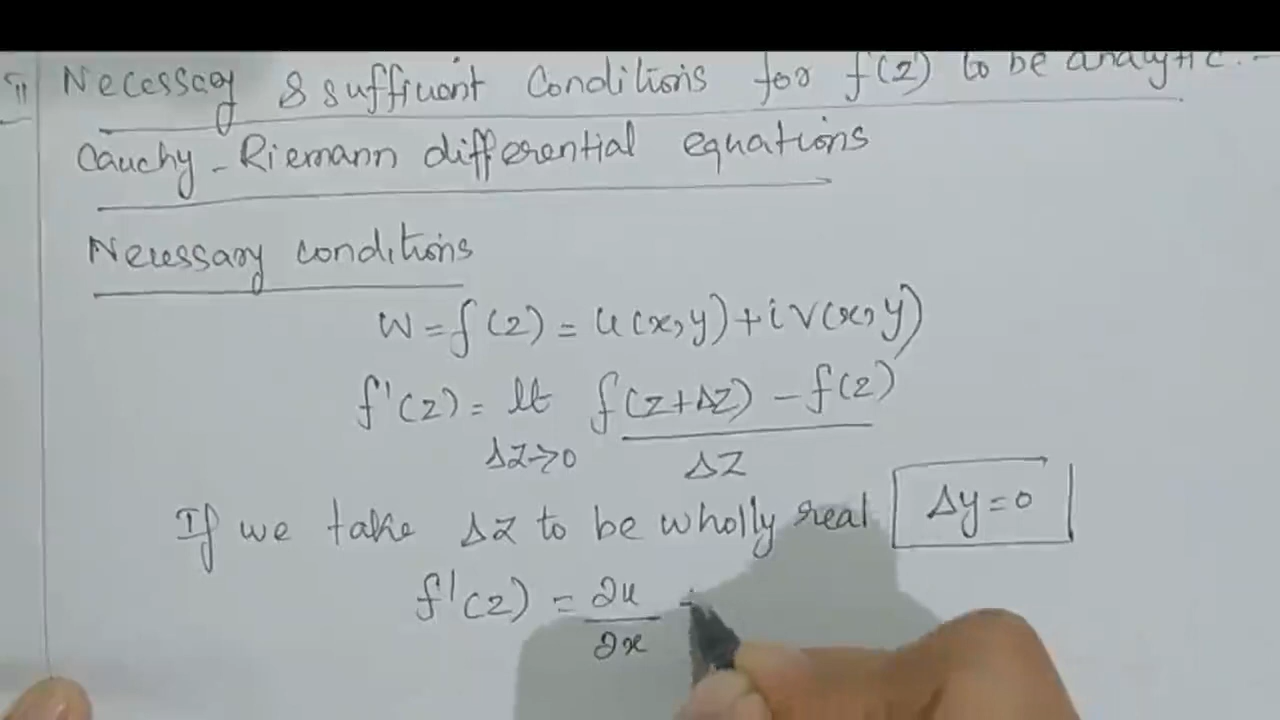 Necessary & sufficient Conditions for f(z) to be analytic :-
Cauchy - Riemann differential equations
Necessary conditions
W = f(z) = u(x,y) + i v(x,y)
f'(z) = lt f(z+Δz) - f(z)
Δz→0 Δz
If we take Δz to be wholly real Δy = 0
f'(z) = ∂u
∂x